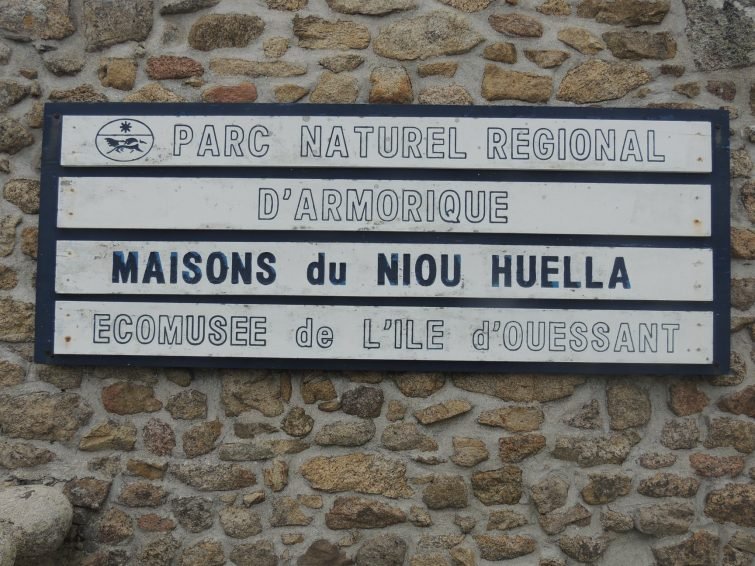 PARC NATUREL REGIONAL
D'ARMORIQUE
MAISONS du NIOU HUELLA
ECOMUSEE de L'ILE d'OUESSANT